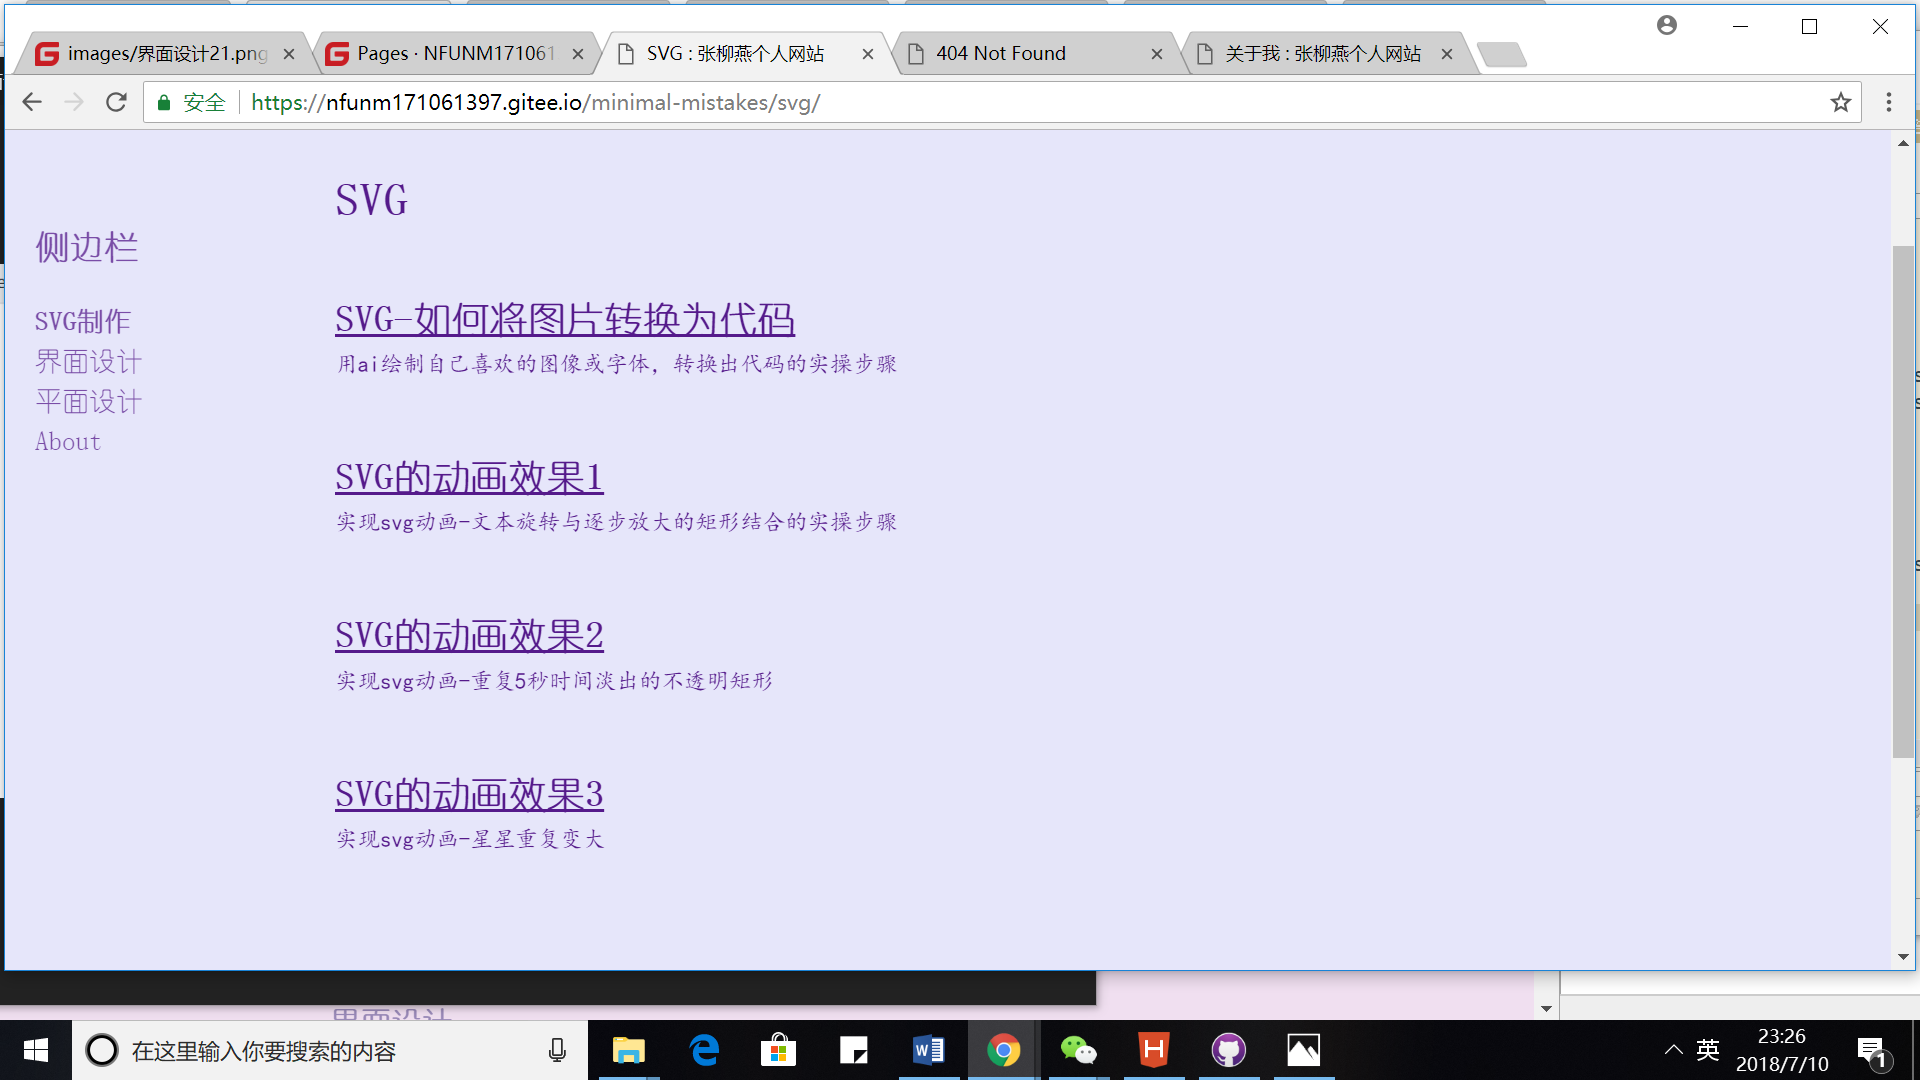 images/界面设计21.png
Pages · NFUNM171061
SVG : 张柳燕个人网站
404 Not Found
关于我 : 张柳燕个人网站
安全
https://nfunm171061397.gitee.io/minimal-mistakes/svg/
SVG
侧边栏
SVG制作
界面设计
平面设计
About
SVG-如何将图片转换为代码
用ai绘制自己喜欢的图像或字体，转换出代码的实操步骤
SVG的动画效果1
实现svg动画-文本旋转与逐步放大的矩形结合的实操步骤
SVG的动画效果2
实现svg动画-重复5秒时间淡出的不透明矩形
SVG的动画效果3
实现svg动画-星星重复变大
界面设计
在这里输入你要搜索的内容
英
23:26
2018/7/10
1